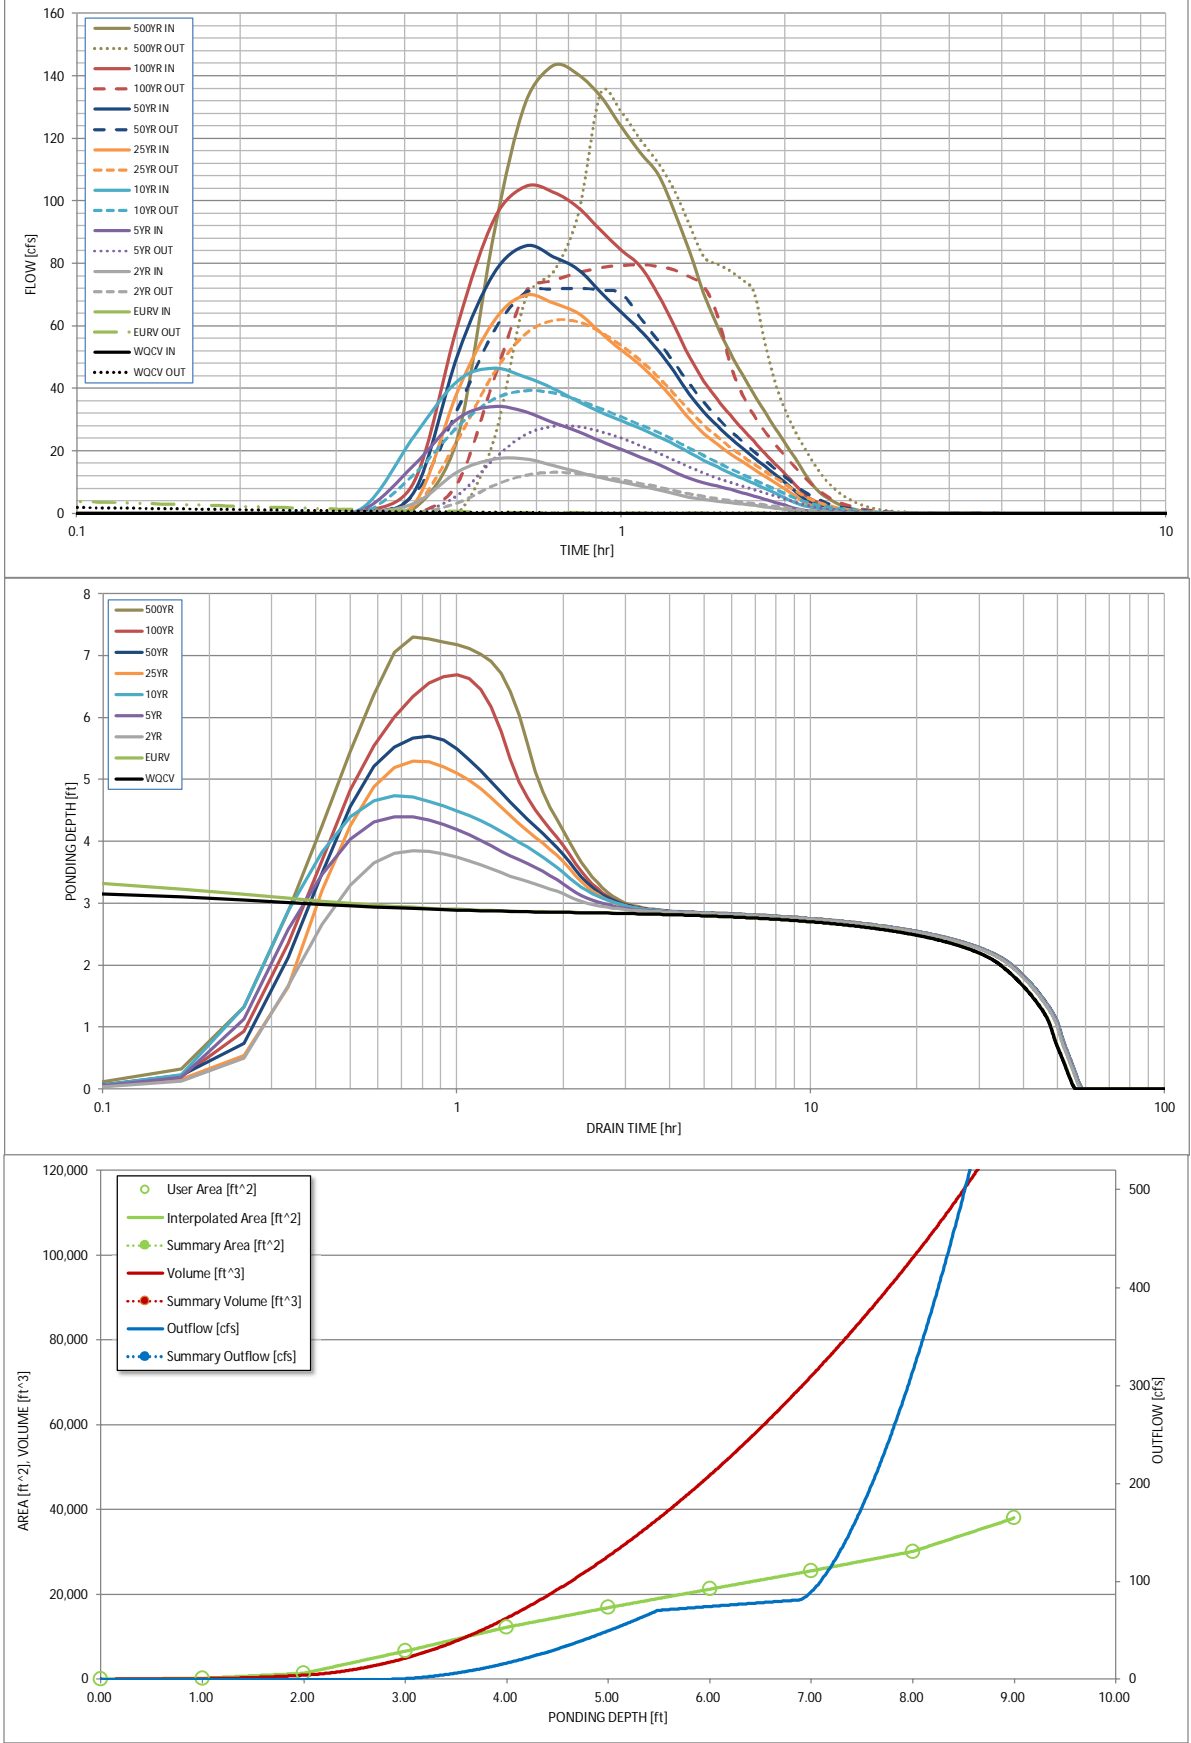 160
140
120
100
80
60
40
20
0
FLOW [cfs]
500YR IN
500YR OUT
100YR IN
100YR OUT
50YR IN
50YR OUT
25YR IN
25YR OUT
10YR IN
10YR OUT
5YR IN
5YR OUT
2YR IN
2YR OUT
EURV IN
EURV OUT
WQCV IN
WQCV OUT
0.1 1 10
TIME [hr]
8
7
6
5
4
3
2
1
0
PONDING DEPTH [ft]
500YR
100YR
50YR
25YR
10YR
5YR
2YR
EURV
WQCV
0.1 1 10 100
DRAIN TIME [hr]
120,000
100,000
80,000
60,000
40,000
20,000
0
AREA [ft^2], VOLUME [ft^3]
User Area [ft^2]
Interpolated Area [ft^2]
Summary Area [ft^2]
Volume [ft^3]
Summary Volume [ft^3]
Outflow [cfs]
Summary Outflow [cfs]
500
400
300
200
100
0
OUTFLOW [cfs]
0.00 1.00 2.00 3.00 4.00 5.00 6.00 7.00 8.00 9.00 10.00
PONDING DEPTH [ft]